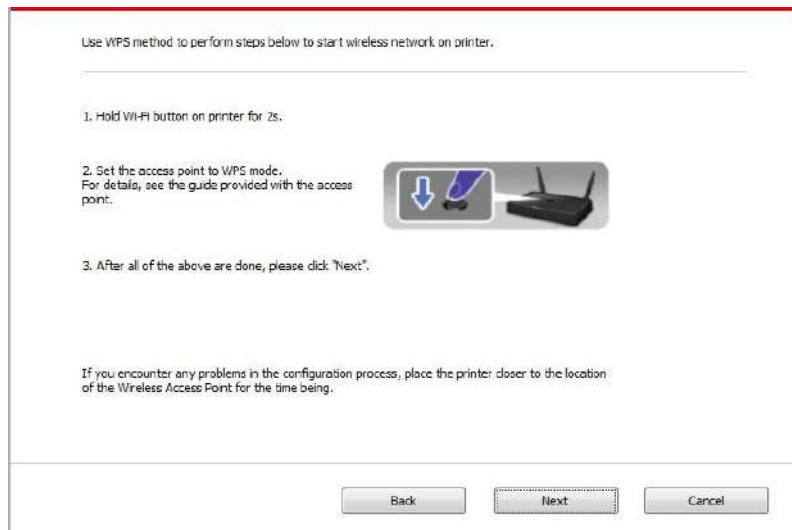 Use WPS method to perform steps below to start wireless network on printer.
1. Hold Wi-Fi button on printer for 2s.
2. Set the access point to WPS mode.
For details, see the guide provided with the access
point.
3. After all of the above are done, please click "Next".
If you encounter any problems in the configuration process, place the printer closer to the location
of the Wireless Access Point for the time being.
Back
Next
Cancel